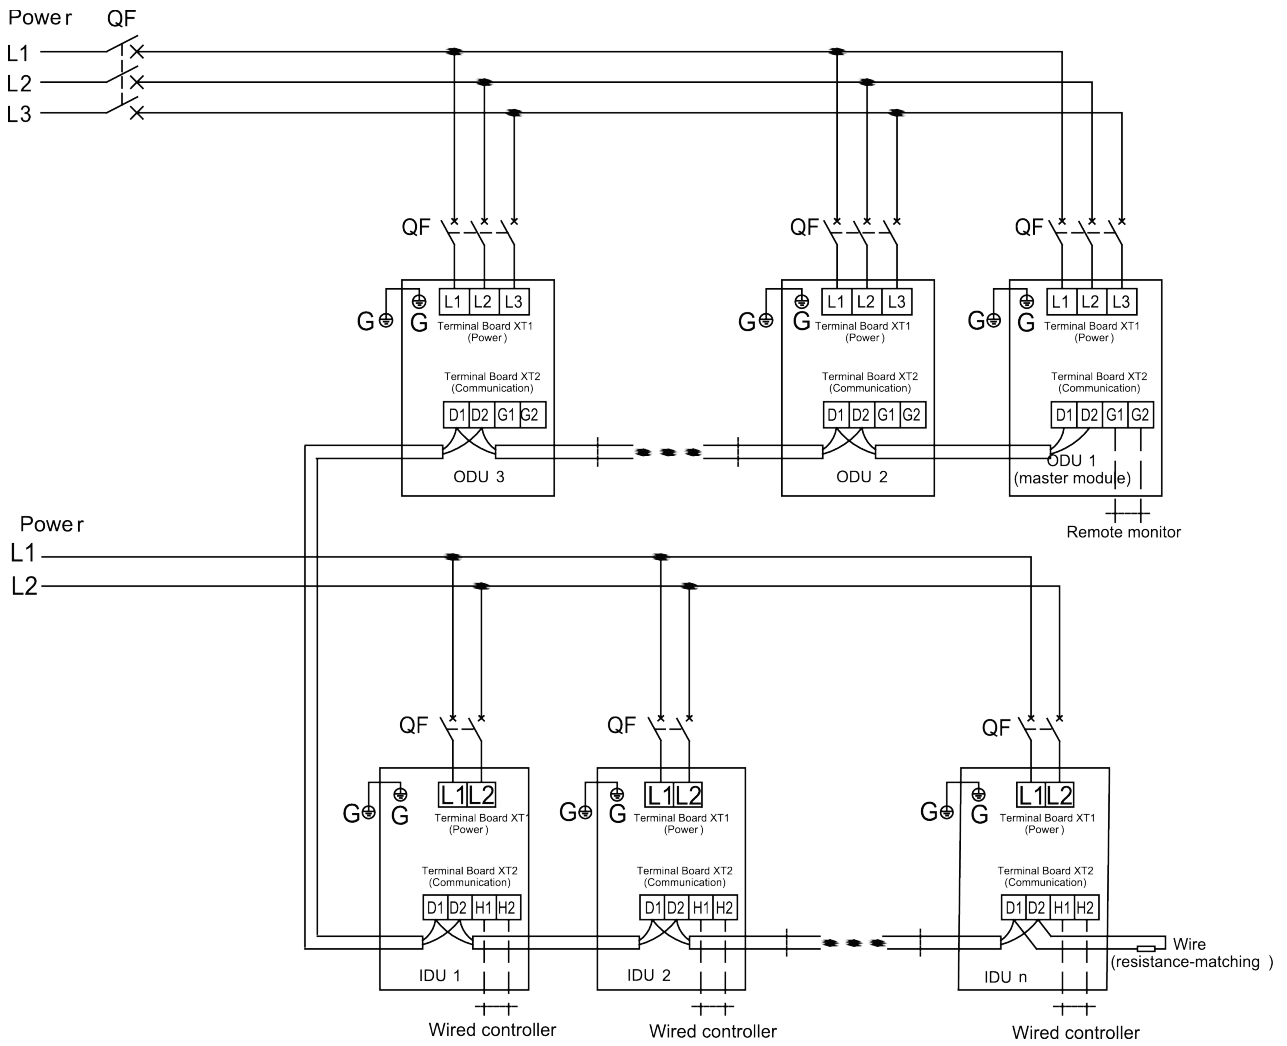 Power QF
L1
L2
L3
QF QF QF
L1 L2 L3 L1 L2 L3 L1 L2 L3
G G G G G G
Terminal Board XT1 Terminal Board XT1 Terminal Board XT1
(Power) (Power) (Power)
Terminal Board XT2 Terminal Board XT2 Terminal Board XT2
(Communication) (Communication) (Communication)
D1 D2 G1 G2 D1 D2 G1 G2 D1 D2 G1 G2
ODU 3 ODU 2 ODU 1
(master module)
Remote monitor
Power
L1
L2
QF QF QF
L1 L2 L1 L2 L1 L2
G G G G G G
Terminal Board XT1 Terminal Board XT1 Terminal Board XT1
(Power) (Power) (Power)
Terminal Board XT2 Terminal Board XT2 Terminal Board XT2
(Communication) (Communication) (Communication)
D1 D2 H1 H2 D1 D2 H1 H2 D1 D2 H1 H2
Wire
(resistance-matching )
IDU 1 IDU 2 IDU n
Wired controller Wired controller Wired controller